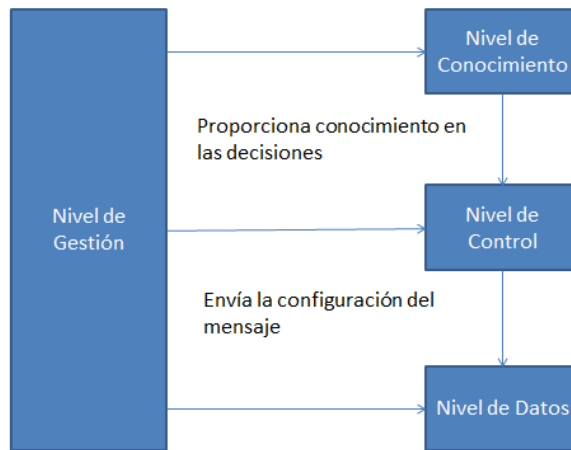 Nivel de
Conocimiento
Proporciona conocimiento en
las decisiones
Nivel de
Gestión
Nivel de
Control
Envía la configuración del
mensaje
Nivel de Datos